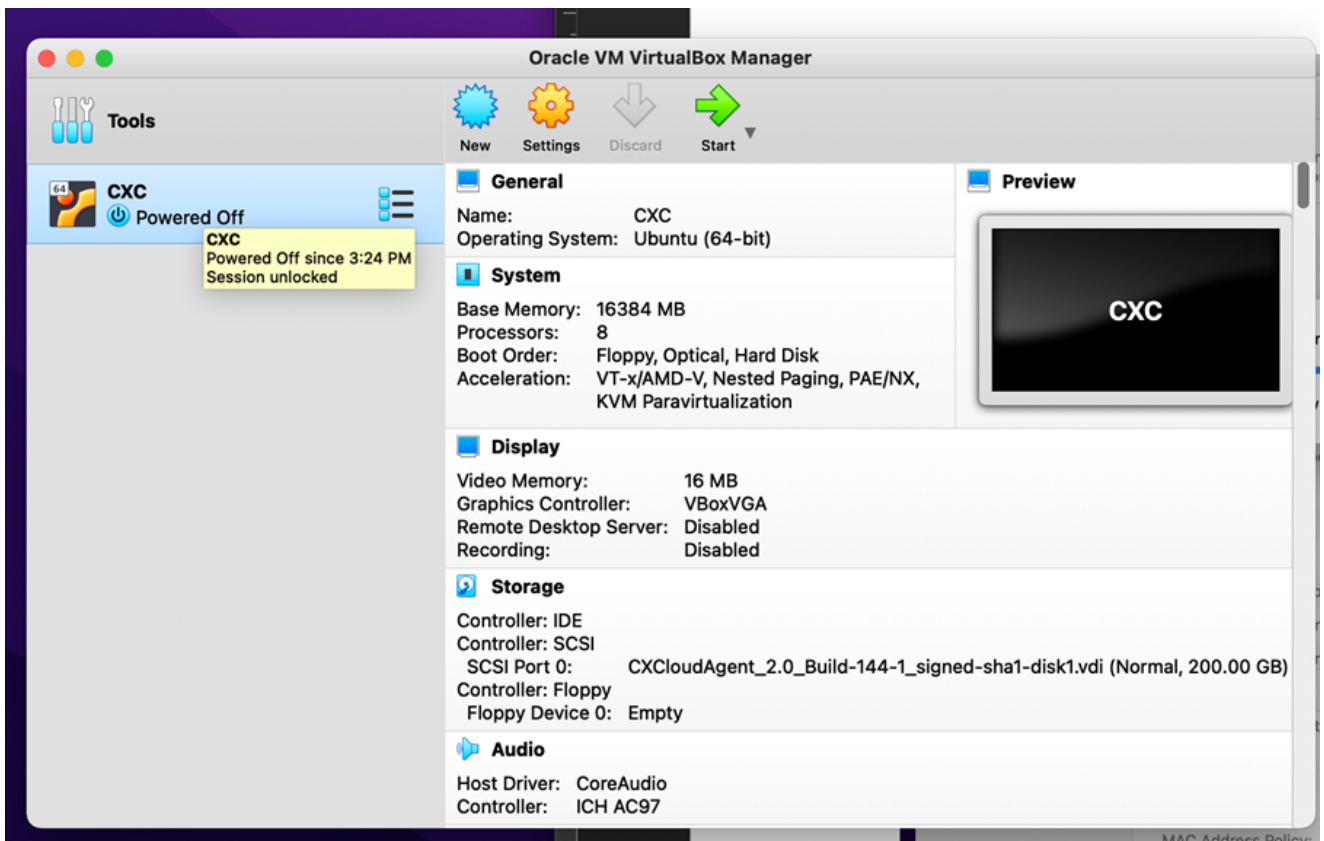 Oracle VM VirtualBox Manager
Tools
New Settings Discard Start
64
CXC
Powered Off
CXC
Powered Off since 3:24 PM
Session unlocked
General
Name: CXC
Operating System: Ubuntu (64-bit)
System
Base Memory: 16384 MB
Processors: 8
Boot Order: Floppy, Optical, Hard Disk
Acceleration: VT-x/AMD-V, Nested Paging, PAE/NX,
KVM Paravirtualization
Preview
CXC
Display
Video Memory: 16 MB
Graphics Controller: VBoxVGA
Remote Desktop Server: Disabled
Recording: Disabled
Storage
Controller: IDE
Controller: SCSI
SCSI Port 0: CXCloudAgent_2.0_Build-144-1_signed-sha1-disk1.vdi (Normal, 200.00 GB)
Controller: Floppy
Floppy Device 0: Empty
Audio
Host Driver: CoreAudio
Controller: ICH AC97
MAC Address Policy: